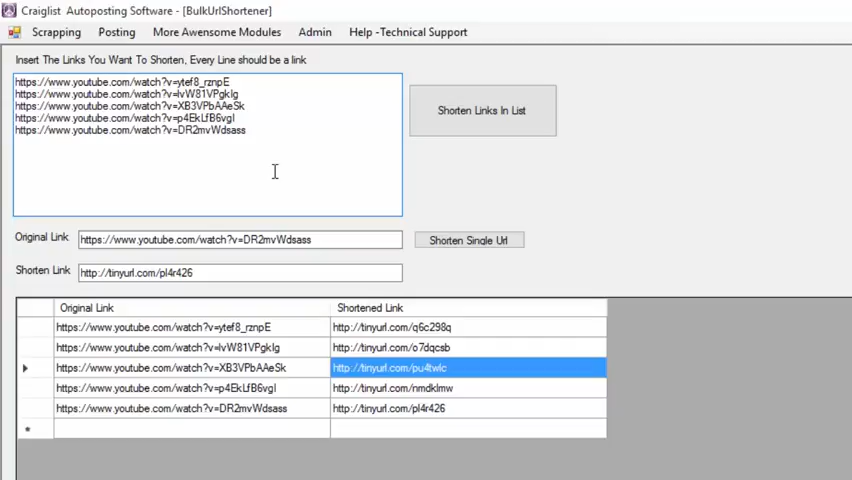 Craiglist Autoposting Software - [BulkUrlShortener]
Scrapping Posting More Awesome Modules Admin Help -Technical Support
Insert The Links You Want To Shorten, Every Line should be a link
https://www.youtube.com/watch?v=ytef8_rznpE
https://www.youtube.com/watch?v=lvW81VPgkIg
https://www.youtube.com/watch?v=XB3VPbAAeSk
https://www.youtube.com/watch?v=p4EkLfB6vgI
https://www.youtube.com/watch?v=DR2mvWdsass
Shorten Links In List
Original Link https://www.youtube.com/watch?v=DR2mvWdsass Shorten Single Url
Shorten Link http://tinyurl.com/pl4r426
Original Link Shortened Link
https://www.youtube.com/watch?v=ytef8_rznpE http://tinyurl.com/q6c298q
https://www.youtube.com/watch?v=lvW81VPgkIg http://tinyurl.com/o7dqcsb
https://www.youtube.com/watch?v=XB3VPbAAeSk http://tinyurl.com/pu4twlc
https://www.youtube.com/watch?v=p4EkLfB6vgI http://tinyurl.com/nmdklmw
https://www.youtube.com/watch?v=DR2mvWdsass http://tinyurl.com/pl4r426